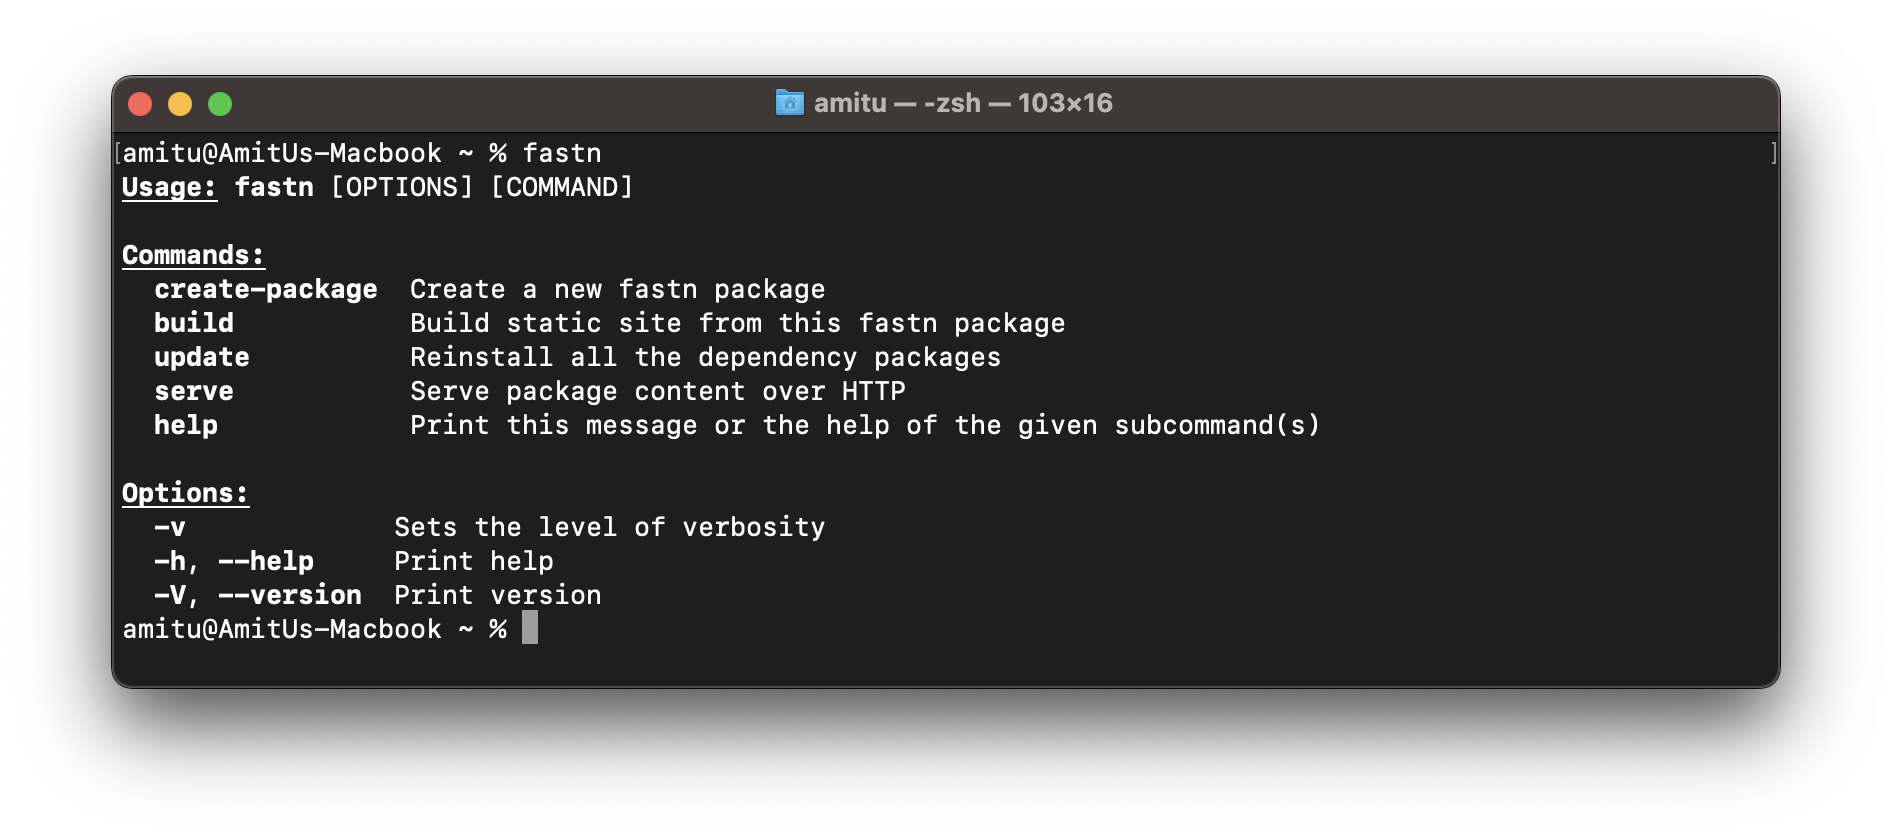 amitu — -zsh — 103×16
[amitu@AmitUs-Macbook ~ % fastn ]
Usage: fastn [OPTIONS] [COMMAND]
Commands:
create-package Create a new fastn package
build Build static site from this fastn package
update Reinstall all the dependency packages
serve Serve package content over HTTP
help Print this message or the help of the given subcommand(s)
Options:
-v Sets the level of verbosity
-h, --help Print help
-V, --version Print version
amitu@AmitUs-Macbook ~ %